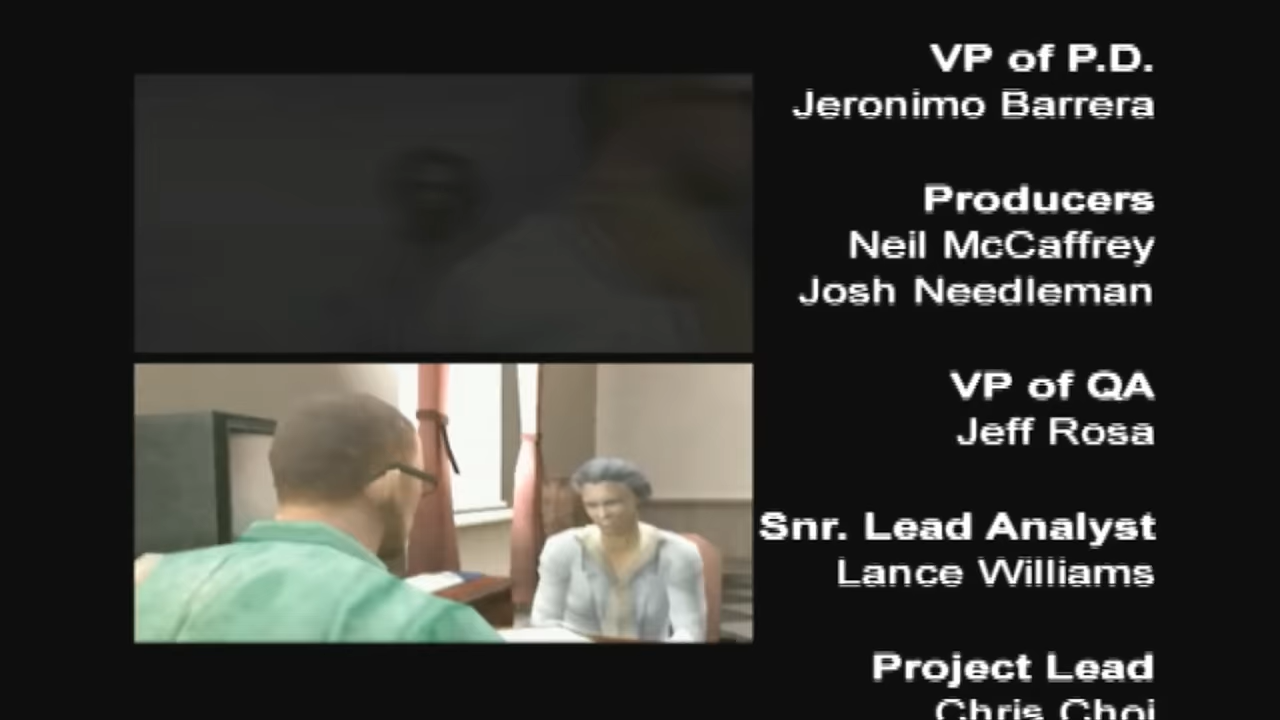 VP of P.D.
Jeronimo Barrera
Producers
Neil McCaffrey
Josh Needleman
VP of QA
Jeff Rosa
Snr. Lead Analyst
Lance Williams
Project Lead
Chris Choi